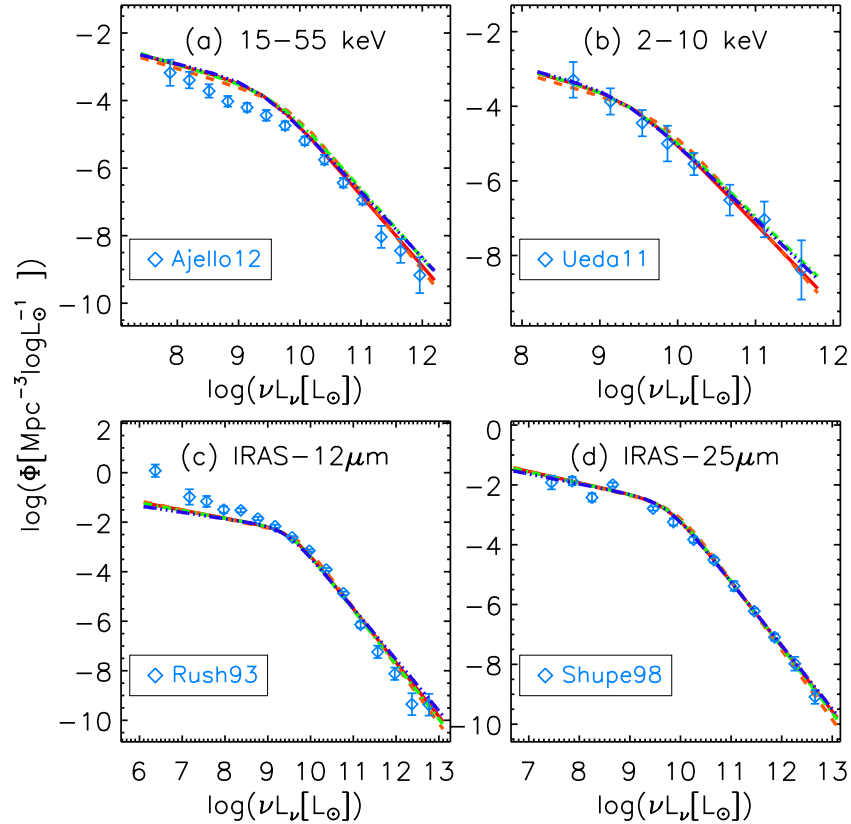 log(Φ[Mpc⁻³logL⊙⁻¹])
(a) 15−55 keV
−2
−4
−6
−8
−10
Ajello12
8 9 10 11 12
log(νLν[L⊙])
(b) 2−10 keV
−2
−4
−6
−8
Ueda11
8 9 10 11 12
log(νLν[L⊙])
(c) IRAS−12μm
2
0
−2
−4
−6
−8
−10
Rush93
6 7 8 9 10 11 12 13
log(νLν[L⊙])
(d) IRAS−25μm
0
−2
−4
−6
−8
−10
Shupe98
7 8 9 10 11 12 13
log(νLν[L⊙])